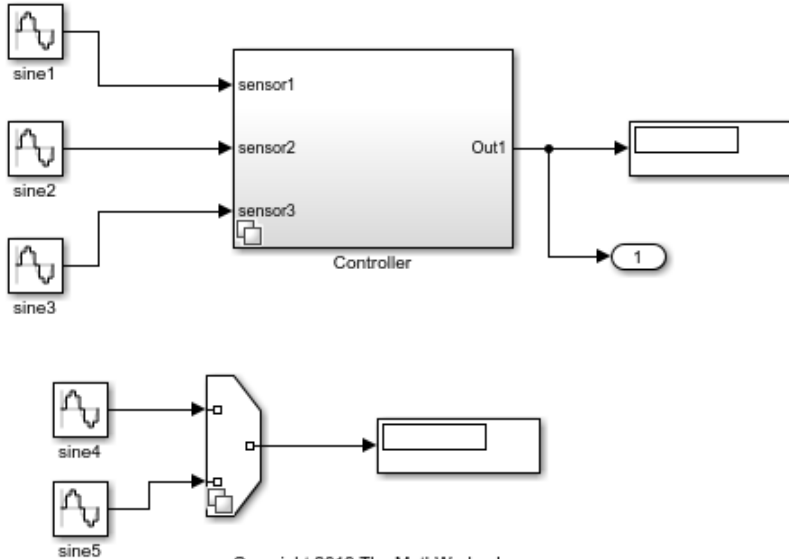 sine1
sensor1
sensor2
Out1
sine2
sensor3
1
Controller
sine3
sine4
sine5